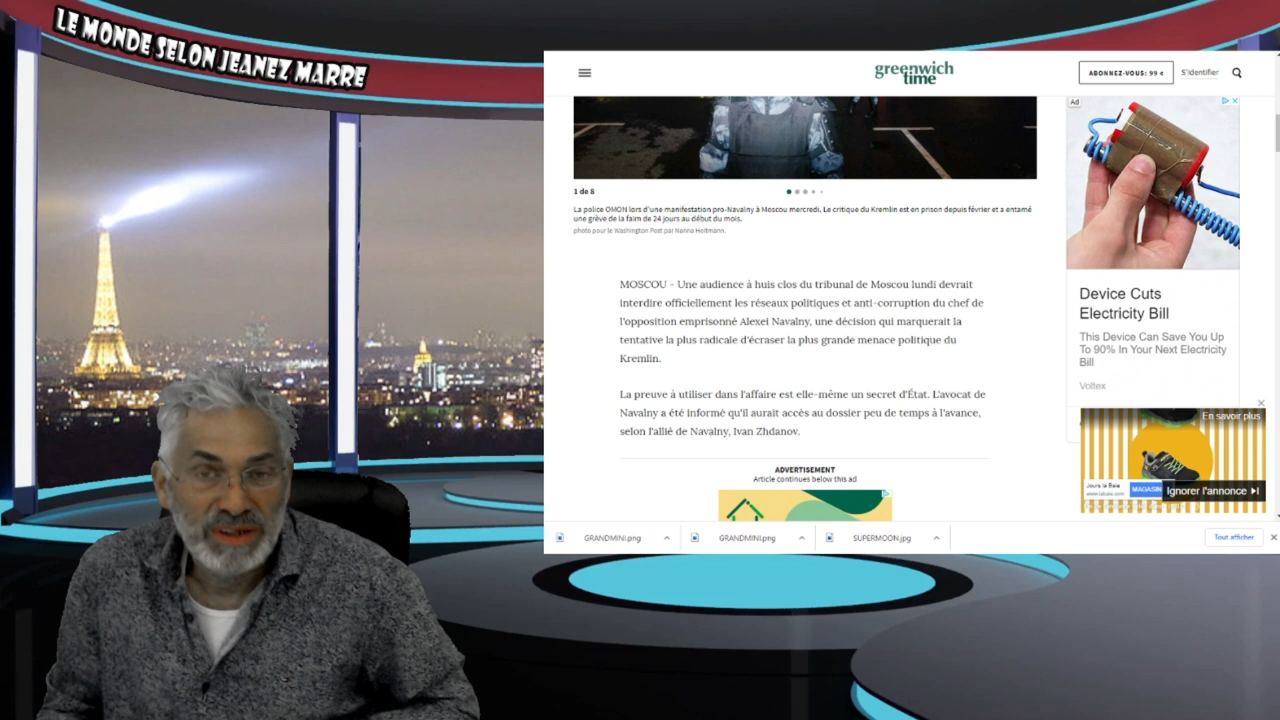 LE MONDE SELON JEANEZ MARRE
greenwich
time
ABONNEZ-VOUS: 99 ¢
S'identifier
Ad
1 de 8
La police OMON lors d'une manifestation pro-Navalny à Moscou mercredi. Le critique du Kremlin est en prison depuis février et a entamé
une grève de la faim de 24 jours au début du mois.
photo pour le Washington Post par Nanna Heitmann.
MOSCOU - Une audience à huis clos du tribunal de Moscou lundi devrait
interdire officiellement les réseaux politiques et anti-corruption du chef de
l'opposition emprisonné Alexei Navalny, une décision qui marquerait la
tentative la plus radicale d'écraser la plus grande menace politique du
Kremlin.
La preuve à utiliser dans l'affaire est elle-même un secret d'État. L'avocat de
Navalny a été informé qu'il aurait accès au dossier peu de temps à l'avance,
selon l'allié de Navalny, Ivan Zhdanov.
ADVERTISEMENT
Article continues below this ad
Device Cuts
Electricity Bill
This Device Can Save You Up
To 90% In Your Next Electricity
Bill
Voltex
En savoir plus
Jours la Baie
www.labaie.com
MAGASIN
Ignorer l'annonce
GRANDMINI.png
GRANDMINI.png
SUPERMOON.jpg
Tout afficher